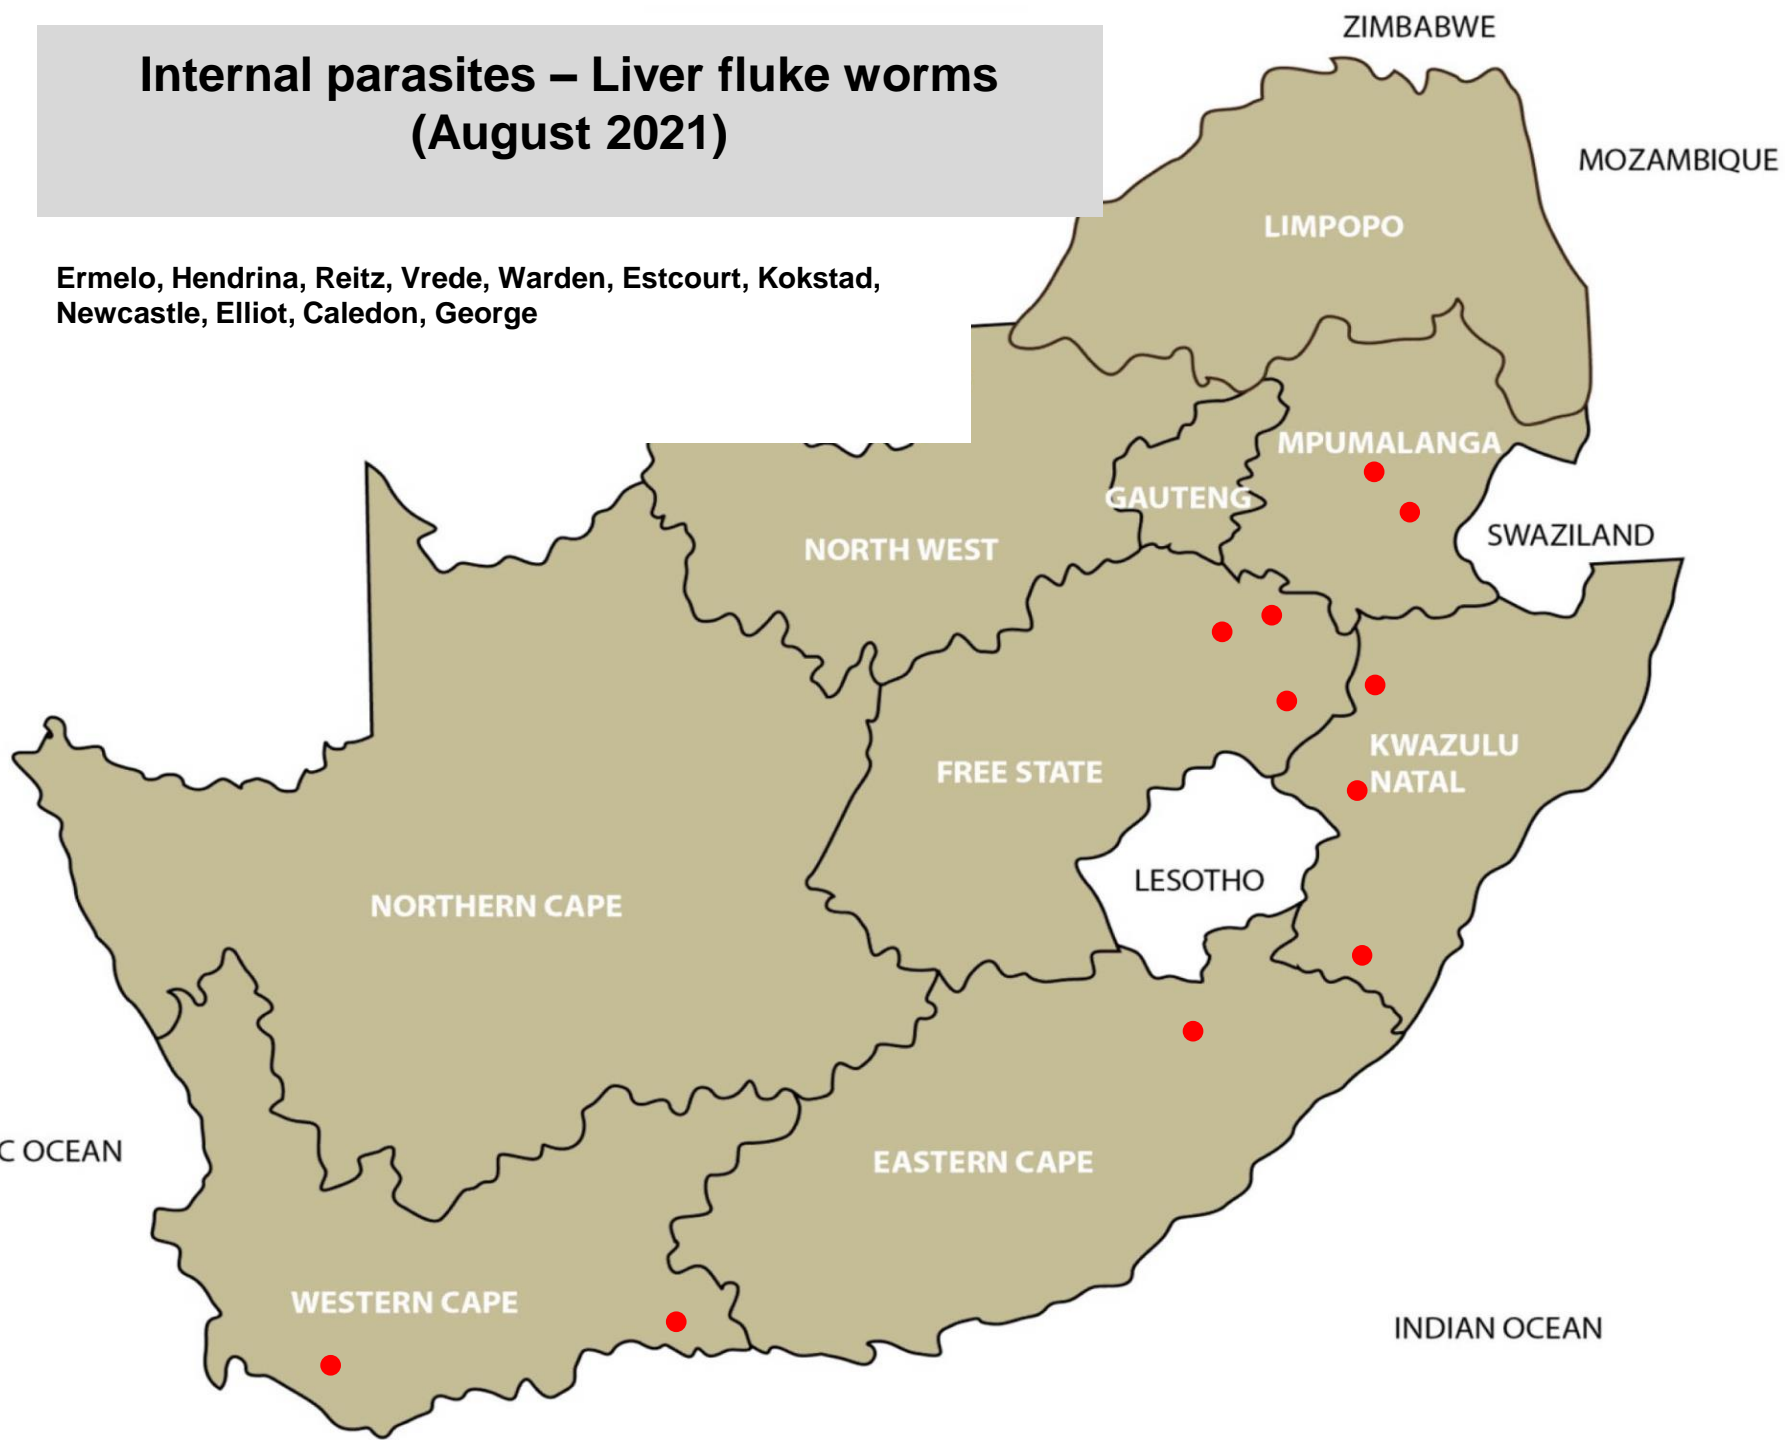 Internal parasites – Liver fluke worms
(August 2021)
Ermelo, Hendrina, Reitz, Vrede, Warden, Estcourt, Kokstad,
Newcastle, Elliot, Caledon, George
ZIMBABWE
MOZAMBIQUE
LIMPOPO
MPUMALANGA
GAUTENG
NORTH WEST
SWAZILAND
KWAZULU
NATAL
FREE STATE
LESOTHO
NORTHERN CAPE
C OCEAN
EASTERN CAPE
WESTERN CAPE
INDIAN OCEAN